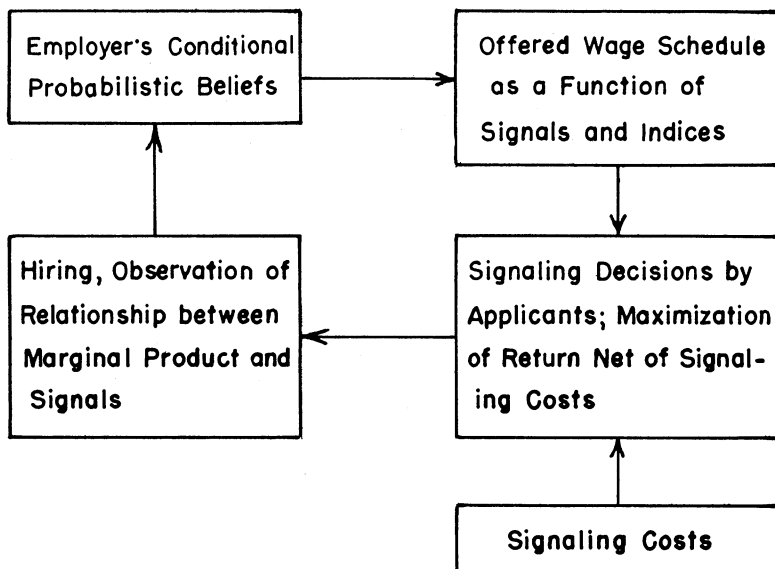 Employer's Conditional
Probabilistic Beliefs
Offered Wage Schedule
as a Function of
Signals and Indices
Hiring, Observation of
Relationship between
Marginal Product and
Signals
Signaling Decisions by
Applicants; Maximization
of Return Net of Signal-
ing Costs
Signaling Costs